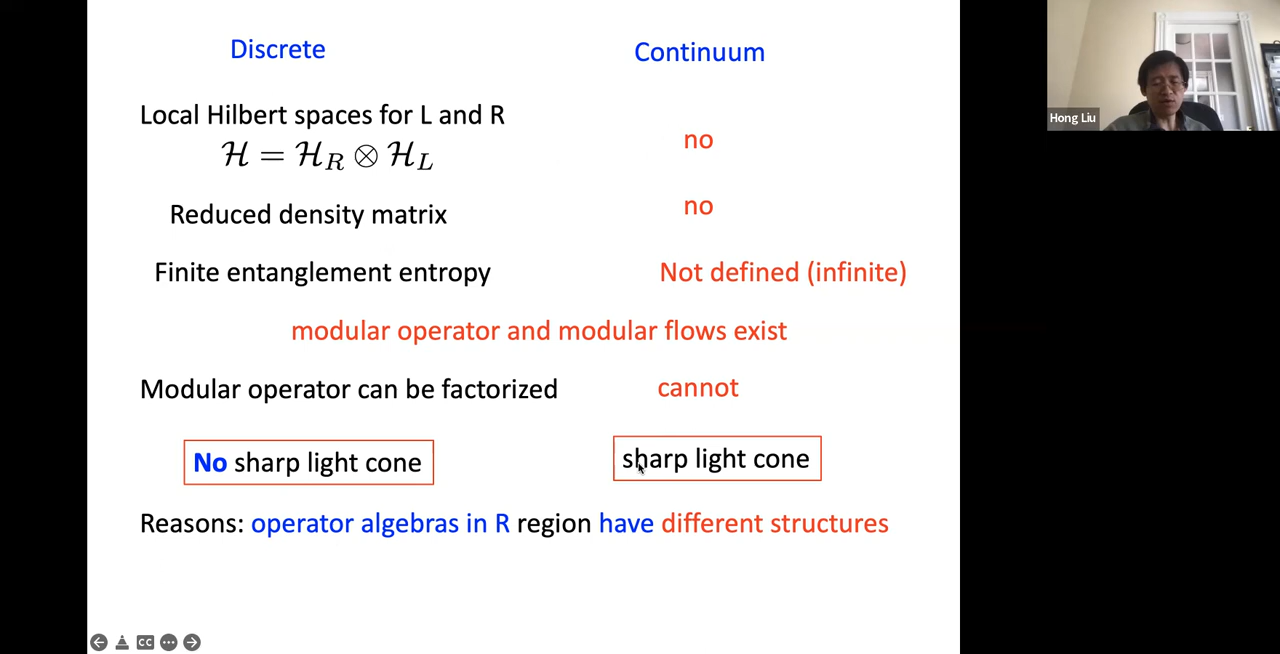 Discrete Continuum
Local Hilbert spaces for L and R
ℋ = ℋ_R ⊗ ℋ_L no
Reduced density matrix no
Finite entanglement entropy Not defined (infinite)
modular operator and modular flows exist
Modular operator can be factorized cannot
No sharp light cone sharp light cone
Reasons: operator algebras in R region have different structures
Hong Liu
CC